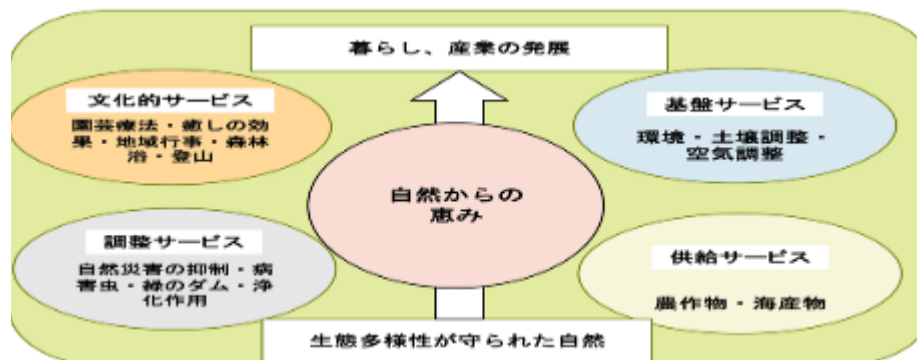 暮らし、産業の発展
文化的サービス
園芸療法・癒しの効
果・地域行事・森林
浴・登山
基盤サービス
環境・土壌調整・
空気調整
自然からの
恵み
調整サービス
自然災害の抑制・病
害虫・緑のダム・浄
化作用
供給サービス
農作物・海産物
生態多様性が守られた自然